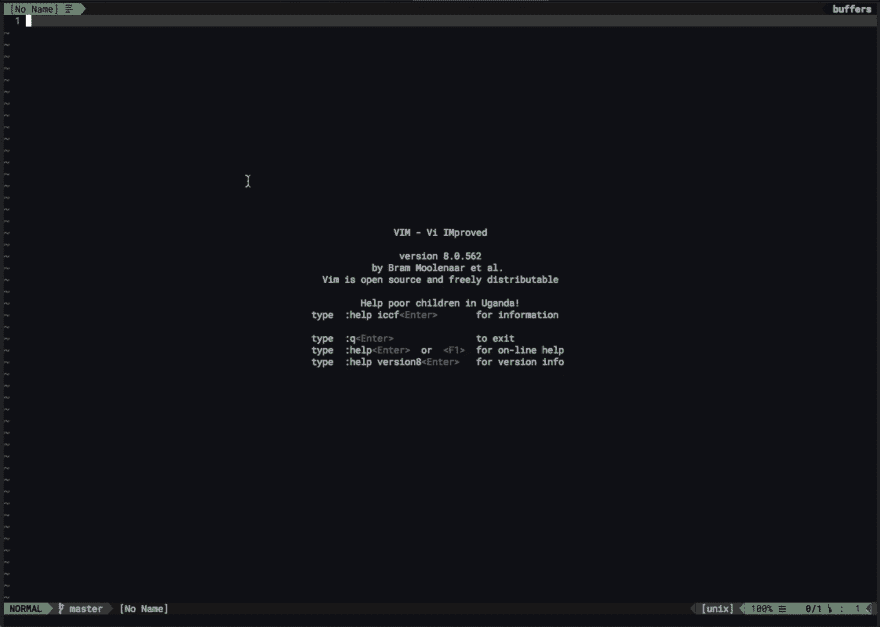 [No Name] buffers
1
~
VIM - Vi IMproved
version 8.0.562
by Bram Moolenaar et al.
Vim is open source and freely distributable
Help poor children in Uganda!
type :help iccf<Enter> for information
type :q<Enter> to exit
type :help<Enter> or <F1> for on-line help
type :help version8<Enter> for version info
NORMAL master [No Name] [unix] 100% ☰ 0/1 : 1